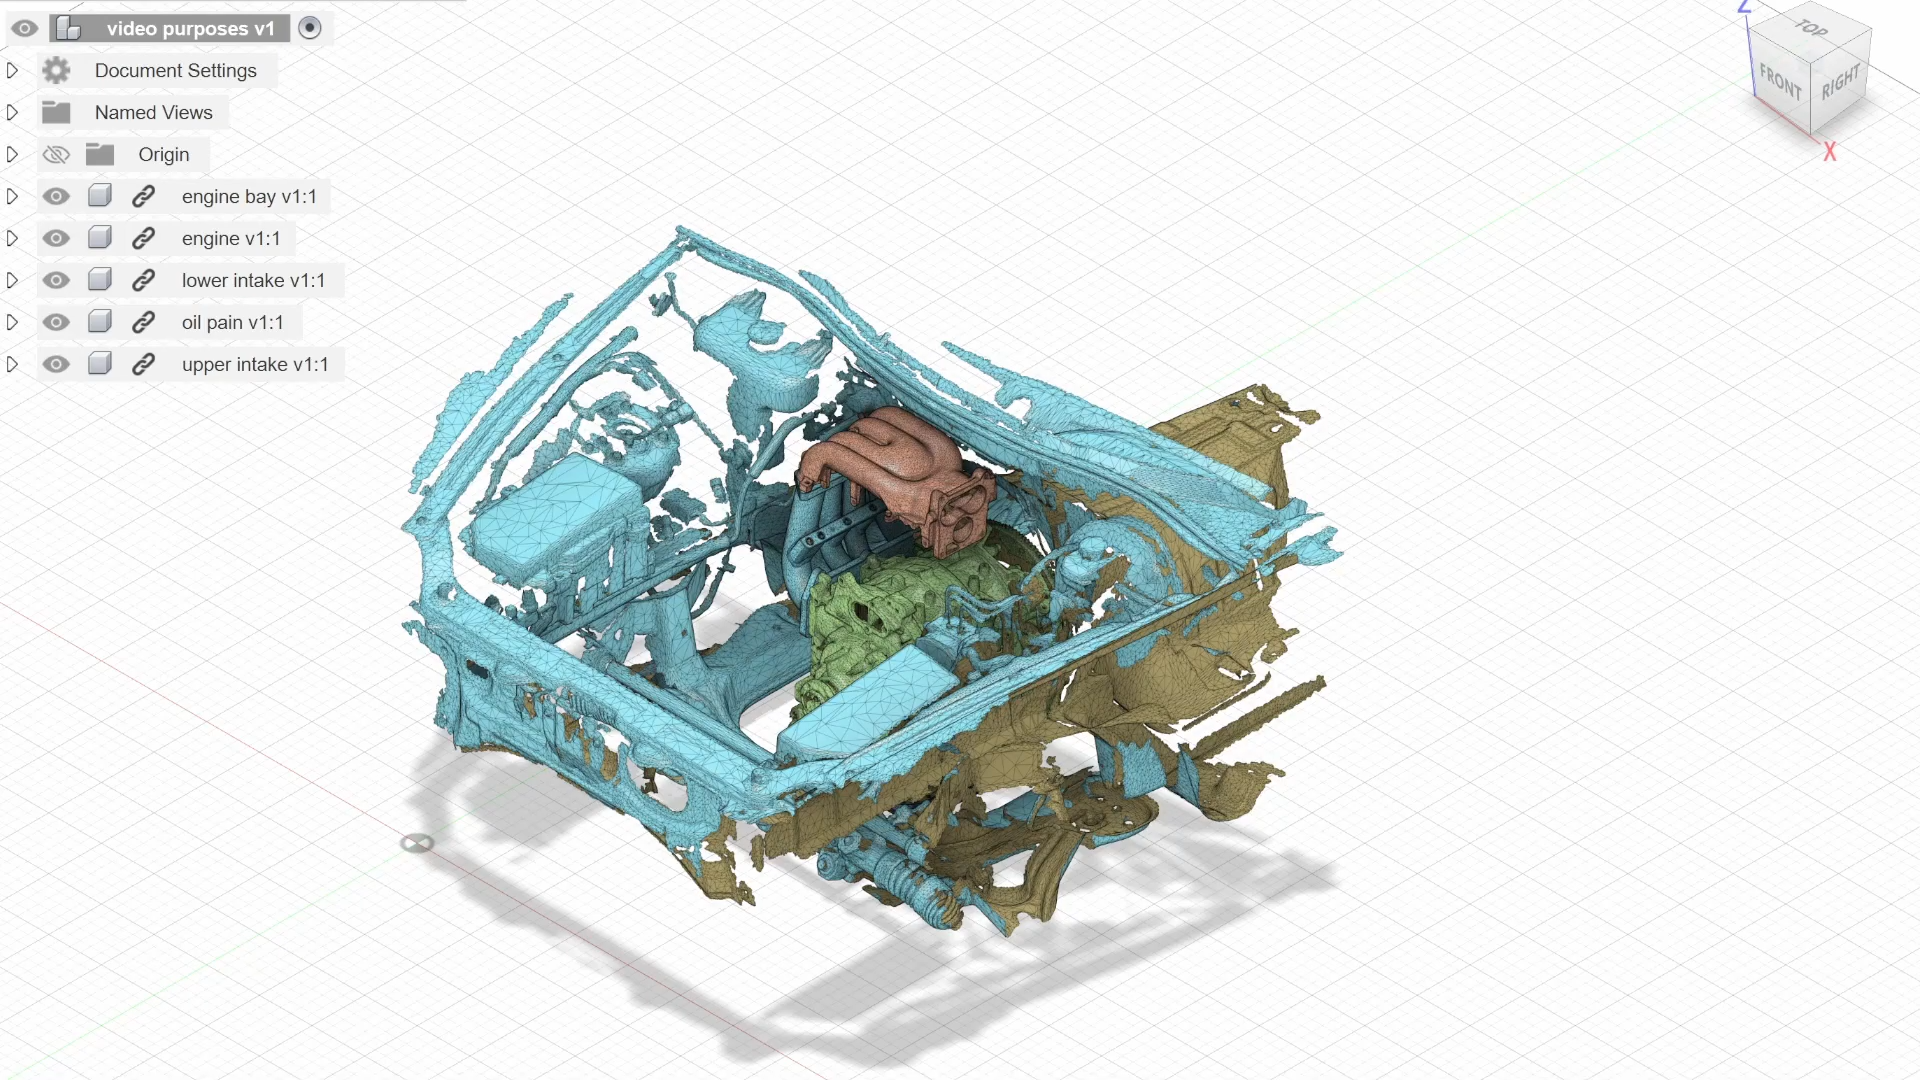 video purposes v1
Document Settings
Named Views
Origin
engine bay v1:1
engine v1:1
lower intake v1:1
oil pain v1:1
upper intake v1:1
Z
TOP
FRONT
RIGHT
X